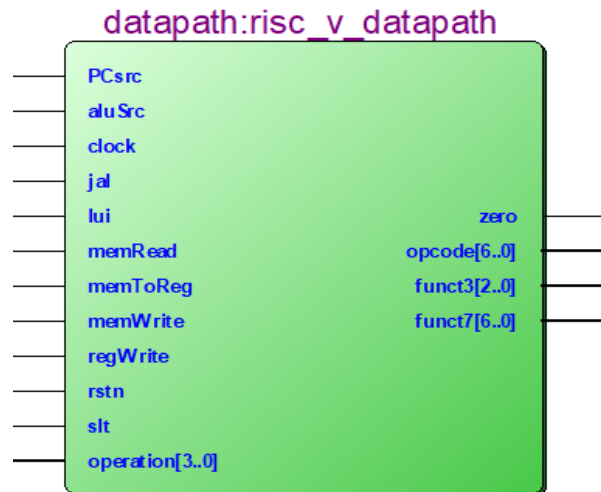 datapath:risc_v_datapath
PCsrc
aluSrc
clock
jal
lui
memRead
memToReg
memWrite
regWrite
rstn
slt
operation[3..0]
zero
opcode[6..0]
funct3[2..0]
funct7[6..0]